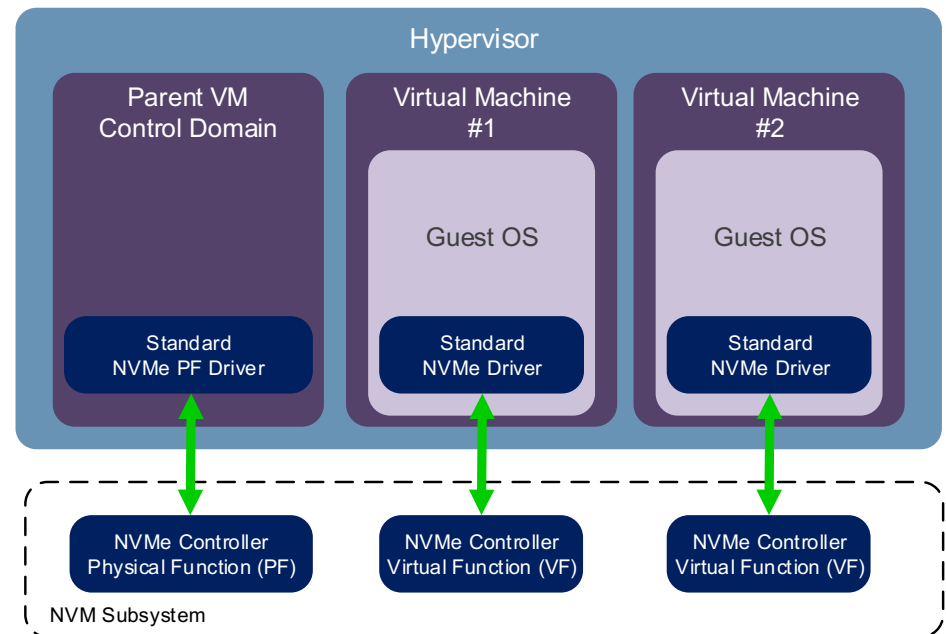 Hypervisor
Parent VM
Control Domain
Virtual Machine
#1
Virtual Machine
#2
Guest OS
Guest OS
Standard
NVMe PF Driver
Standard
NVMe Driver
Standard
NVMe Driver
NVMe Controller
Physical Function (PF)
NVMe Controller
Virtual Function (VF)
NVMe Controller
Virtual Function (VF)
NVM Subsystem